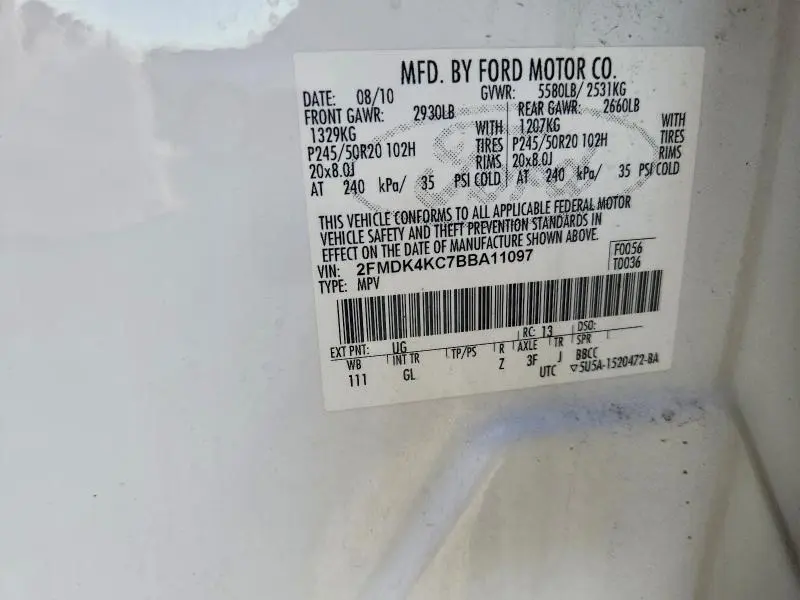 MFD. BY FORD MOTOR CO.
DATE: 08/10 GVWR: 5580LB/ 2531KG
FRONT GAWR: 2930LB REAR GAWR: 2660LB
1329KG WITH 1207KG WITH
P245/50R20 102H TIRES P245/50R20 102H TIRES
20x8.0J RIMS 20x8.0J RIMS
AT 240 kPa/ 35 PSI COLD AT 240 kPa/ 35 PSI COLD
THIS VEHICLE CONFORMS TO ALL APPLICABLE FEDERAL MOTOR
VEHICLE SAFETY AND THEFT PREVENTION STANDARDS IN
EFFECT ON THE DATE OF MANUFACTURE SHOWN ABOVE.
VIN: 2FMDK4KC7BBA11097 F0056
TYPE: MPV T0036
EXT PNT: UG RC: 13 DSO:
WB INT TR TP/PS R AXLE TR SPR
111 GL Z 3F J BBCC
UTC ▽5U5A-1520472-BA